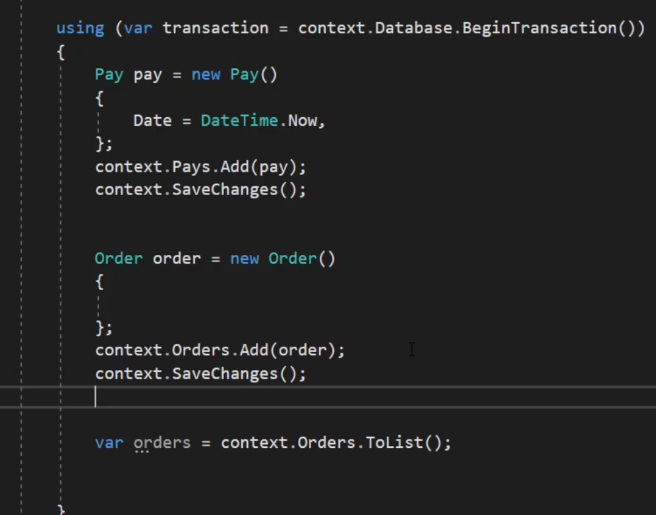 using (var transaction = context.Database.BeginTransaction())
{
Pay pay = new Pay()
{
Date = DateTime.Now,
};
context.Pays.Add(pay);
context.SaveChanges();
Order order = new Order()
{
};
context.Orders.Add(order);
context.SaveChanges();
var orders = context.Orders.ToList();
}